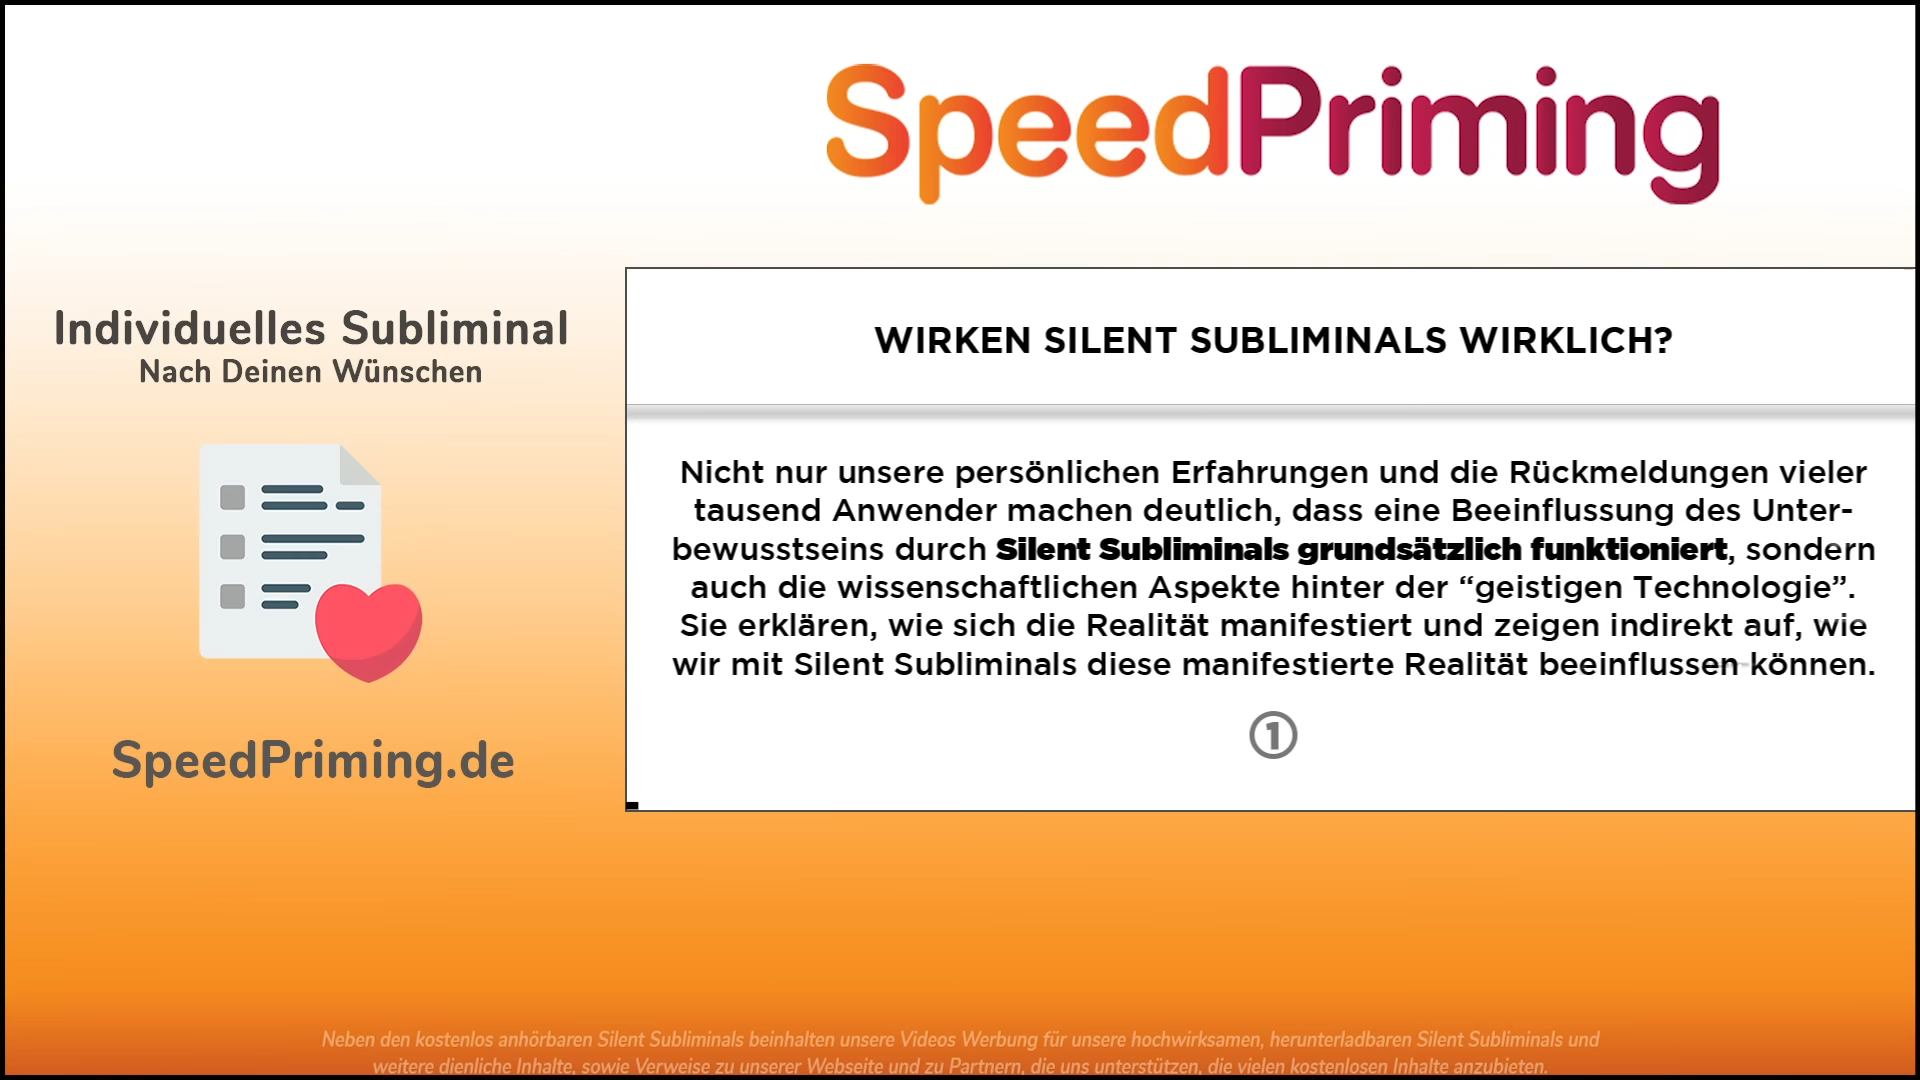 SpeedPriming
Individuelles Subliminal
Nach Deinen Wünschen
SpeedPriming.de
WIRKEN SILENT SUBLIMINALS WIRKLICH?
Nicht nur unsere persönlichen Erfahrungen und die Rückmeldungen vieler
tausend Anwender machen deutlich, dass eine Beeinflussung des Unter-
bewusstseins durch Silent Subliminals grundsätzlich funktioniert, sondern
auch die wissenschaftlichen Aspekte hinter der “geistigen Technologie”.
Sie erklären, wie sich die Realität manifestiert und zeigen indirekt auf, wie
wir mit Silent Subliminals diese manifestierte Realität beeinflussen können.
1
Neben den kostenlos anhörbaren Silent Subliminals beinhalten unsere Videos Werbung für unsere hochwirksamen, herunterladbaren Silent Subliminals und
weitere dienliche Inhalte, sowie Verweise zu unserer Webseite und zu Partnern, die uns unterstützen, die vielen kostenlosen Inhalte anzubieten.